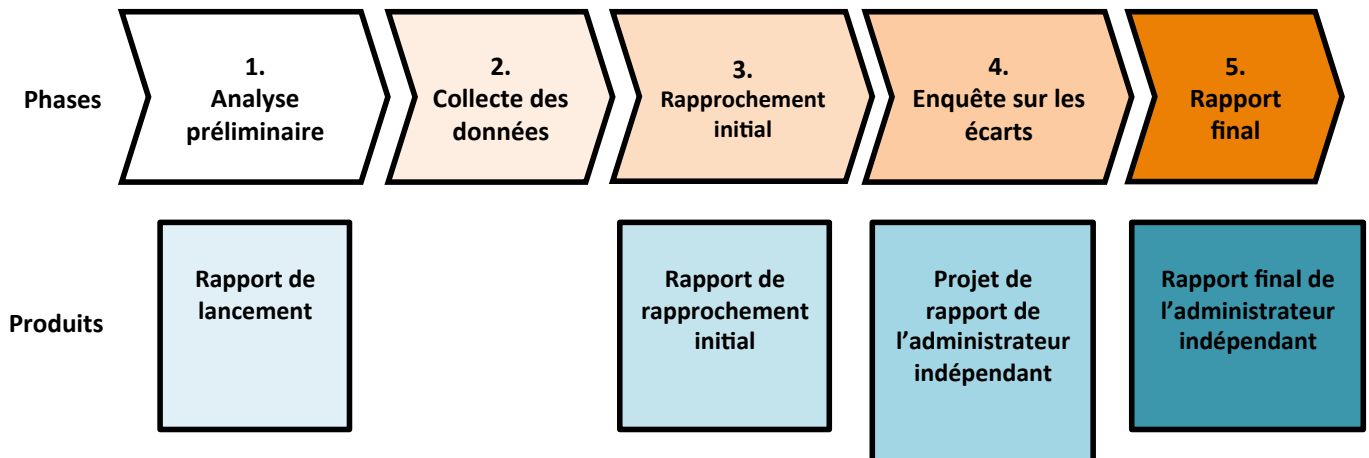 Phases
1.
Analyse
préliminaire
2.
Collecte des
données
3.
Rapprochement
initial
4.
Enquête sur les
écarts
5.
Rapport
final
Produits
Rapport de
lancement
Rapport de
rapprochement
initial
Projet de
rapport de
l’administrateur
indépendant
Rapport final de
l’administrateur
indépendant